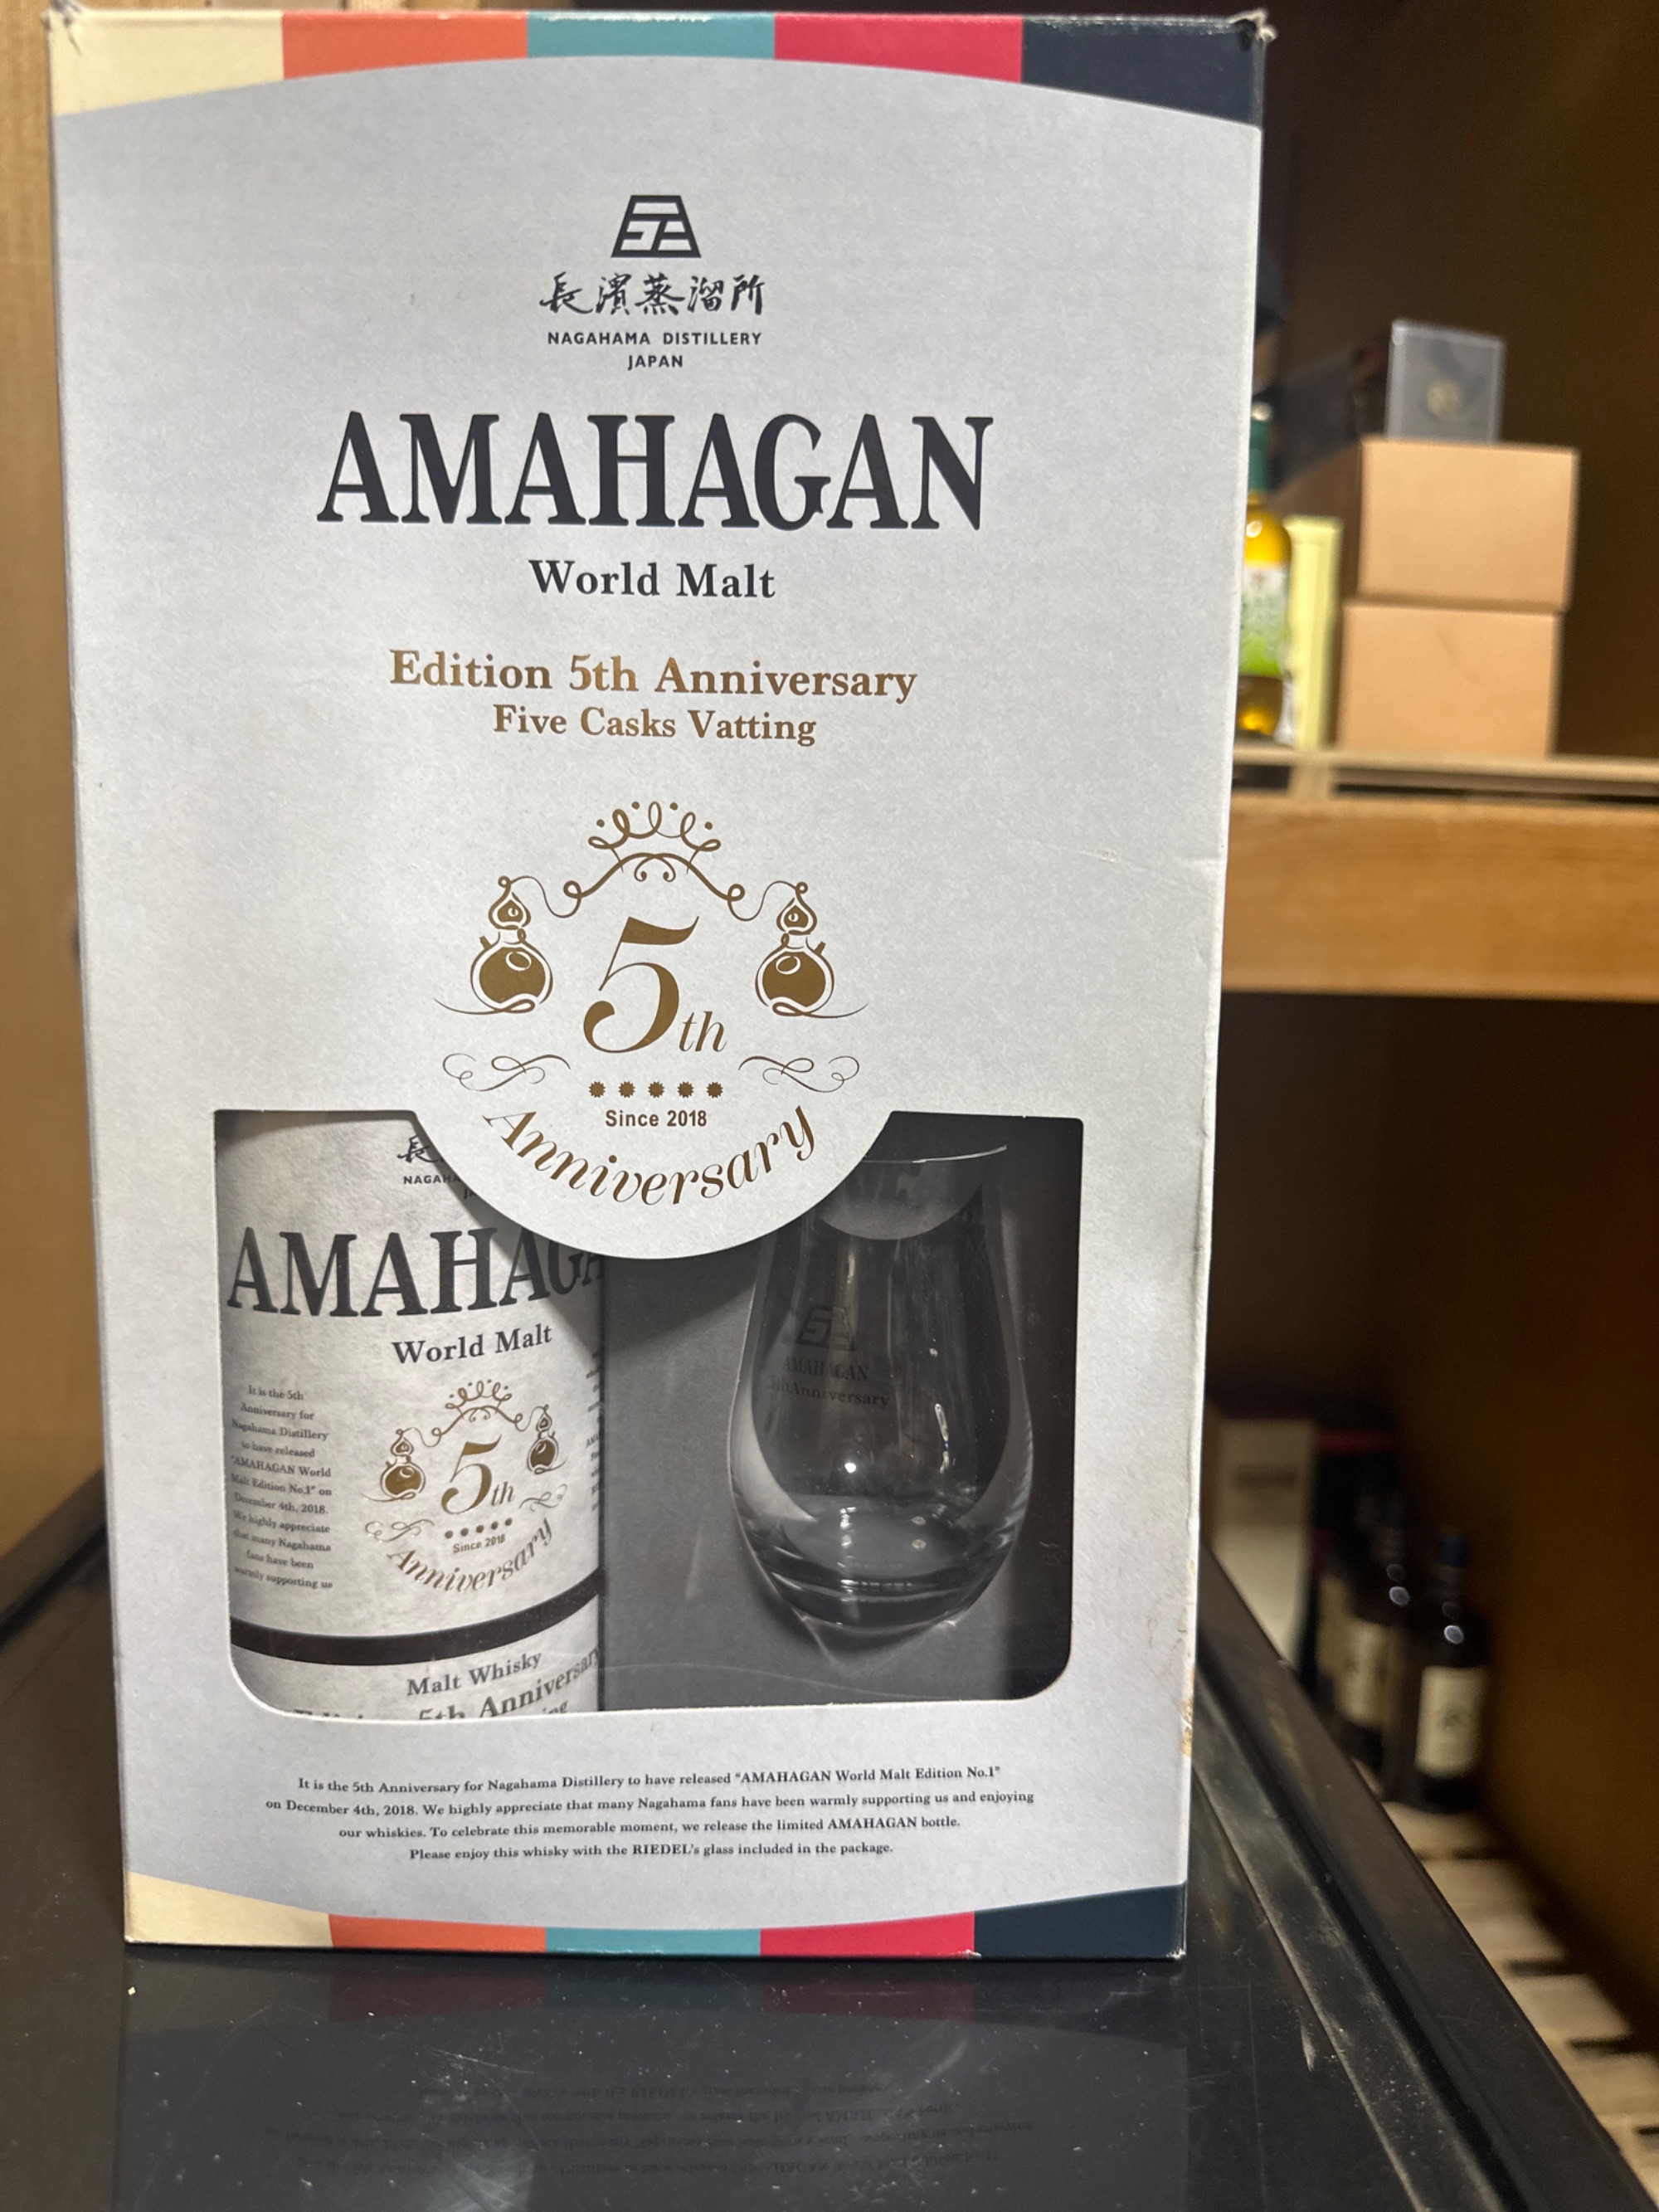 長濱蒸溜所
NAGAHAMA DISTILLERY
JAPAN
AMAHAGAN
World Malt
Edition 5th Anniversary
Five Casks Vatting
5th
Since 2018
Anniversary
長
NAGAHA
AMAHAGA
World Malt
It is the 5th
Anniversary for
Nagahama Distillery
to have released
"AMAHAGAN World
Malt Edition No.1" on
December 4th, 2018.
We highly appreciate
that many Nagahama
fans have been
warmly supporting us
5th
Since 2018
Anniversary
Malt Whisky
5th Anniversary
AMAHAGAN
5thAnniversary
It is the 5th Anniversary for Nagahama Distillery to have released "AMAHAGAN World Malt Edition No.1"
on December 4th, 2018. We highly appreciate that many Nagahama fans have been warmly supporting us and enjoying
our whiskies. To celebrate this memorable moment, we release the limited AMAHAGAN bottle.
Please enjoy this whisky with the RIEDEL's glass included in the package.